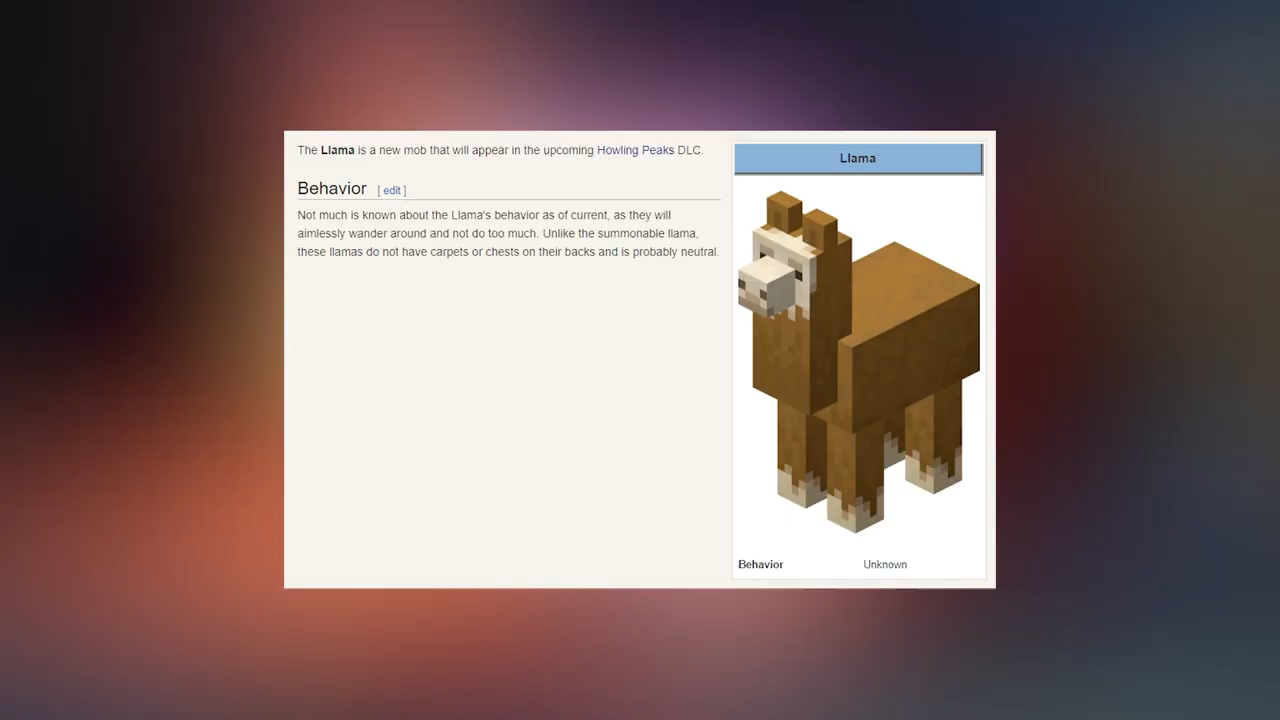 The Llama is a new mob that will appear in the upcoming Howling Peaks DLC.
Behavior [ edit ]
Not much is known about the Llama's behavior as of current, as they will
aimlessly wander around and not do too much. Unlike the summonable llama,
these llamas do not have carpets or chests on their backs and is probably neutral.
Llama
Behavior Unknown